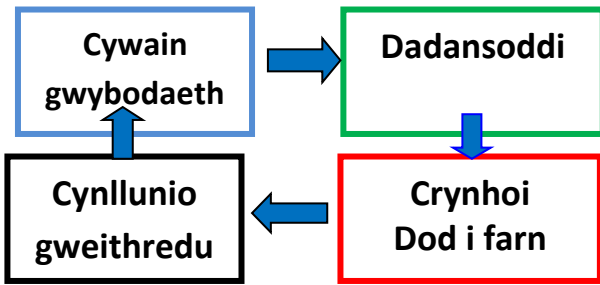 Cywain
gwybodaeth
Dadansoddi
Cynllunio
gweithredu
Crynhoi
Dod i farn